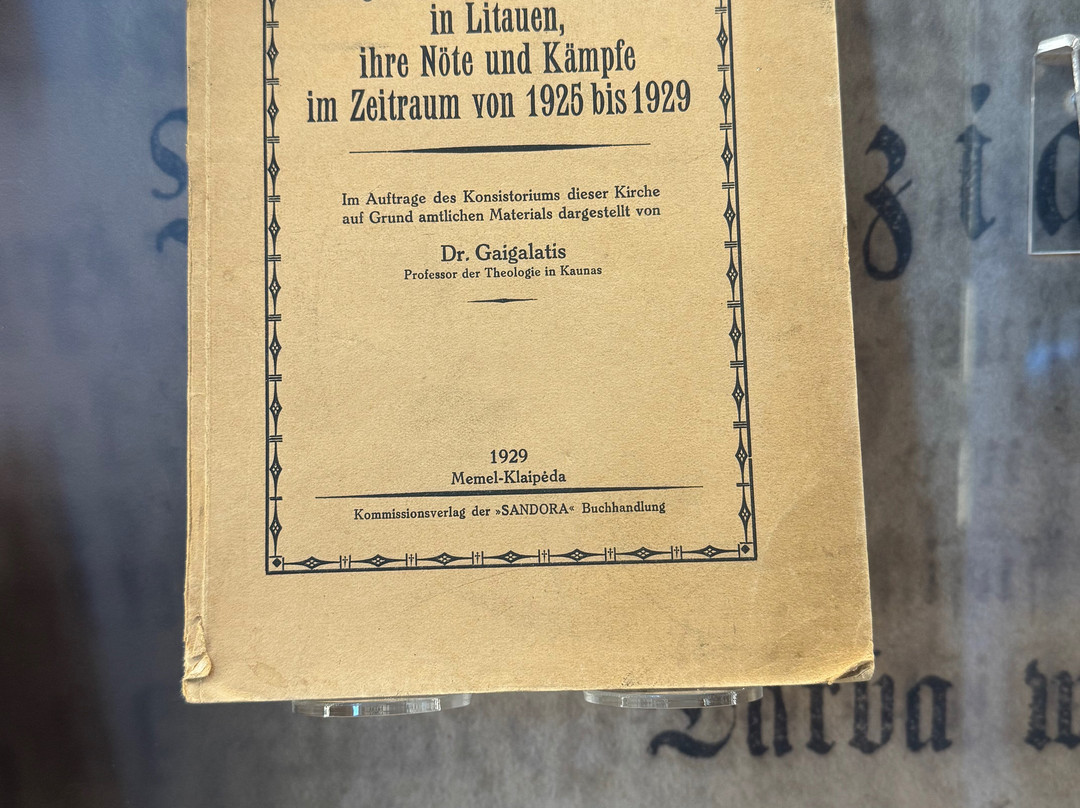 in Litauen,
ihre Nöte und Kämpfe
im Zeitraum von 1925 bis 1929
Im Auftrage des Konsistoriums dieser Kirche
auf Grund amtlichen Materials dargestellt von
Dr. Gaigalatis
Professor der Theologie in Kaunas
1929
Memel-Klaipėda
Kommissionsverlag der »SANDORA« Buchhandlung